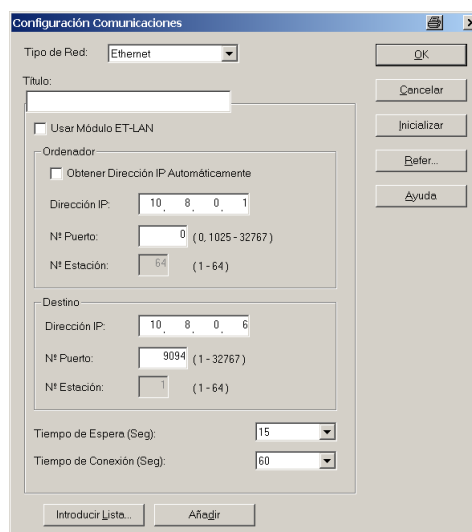 Configuración Comunicaciones
Tipo de Red: Ethernet
OK
Título:
Cancelar
Usar Módulo ET-LAN
Inicializar
Ordenador
Obtener Dirección IP Automáticamente
Refer...
Dirección IP: 10, 8, 0, 1
Ayuda
Nº Puerto: 0 ( 0, 1025 - 32767 )
Nº Estación: 64 (1 - 64)
Destino
Dirección IP: 10, 8, 0, 6
Nº Puerto: 9094 ( 1 - 32767 )
Nº Estación: 1 (1 - 64)
Tiempo de Espera (Seg): 15
Tiempo de Conexión (Seg): 60
Introducir Lista... Añadir